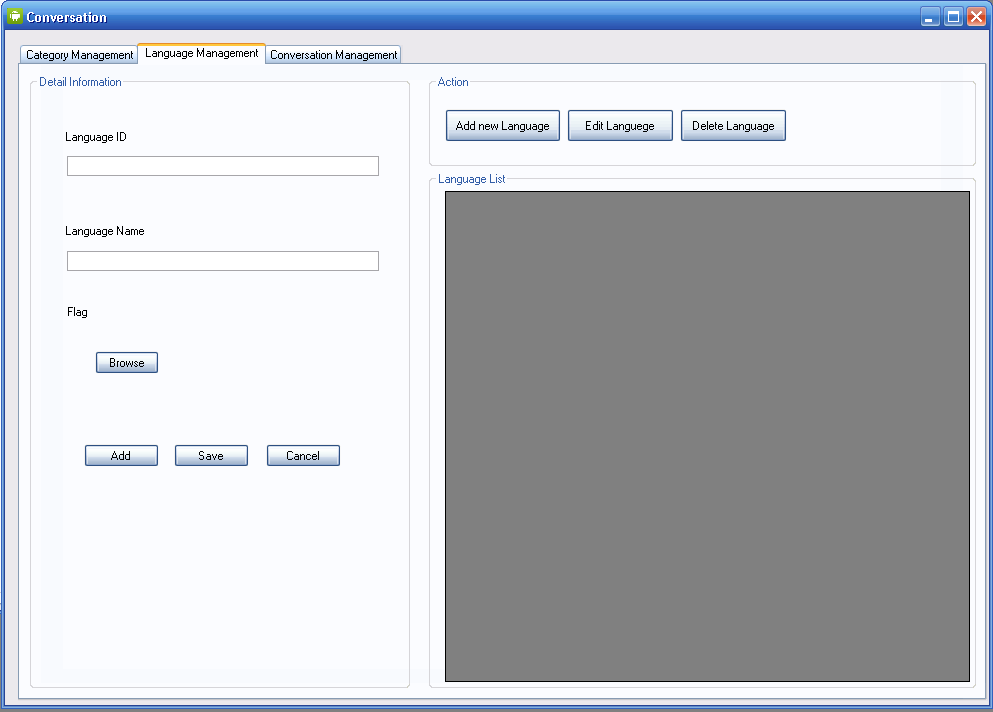 Conversation
Category Management
Language Management
Conversation Management
Detail Information
Language ID
Language Name
Flag
Browse
Add
Save
Cancel
Action
Add new Language
Edit Languege
Delete Language
Language List